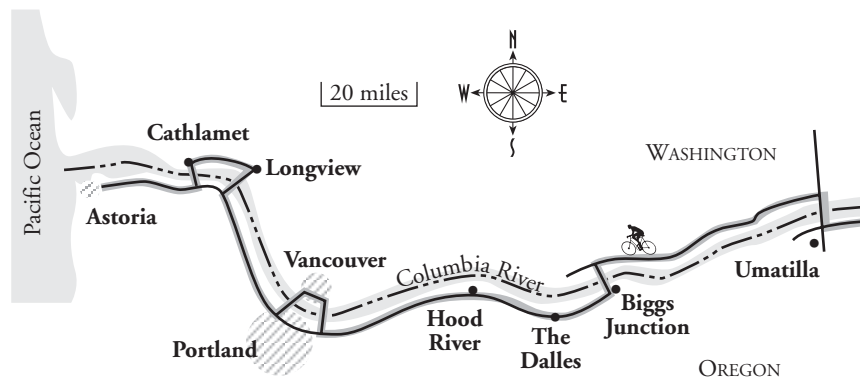 N
W
E
S
20 miles
Pacific Ocean
Cathlamet
Longview
WASHINGTON
Astoria
Vancouver
Columbia River
Umatilla
Portland
Hood
River
The
Dalles
Biggs
Junction
OREGON